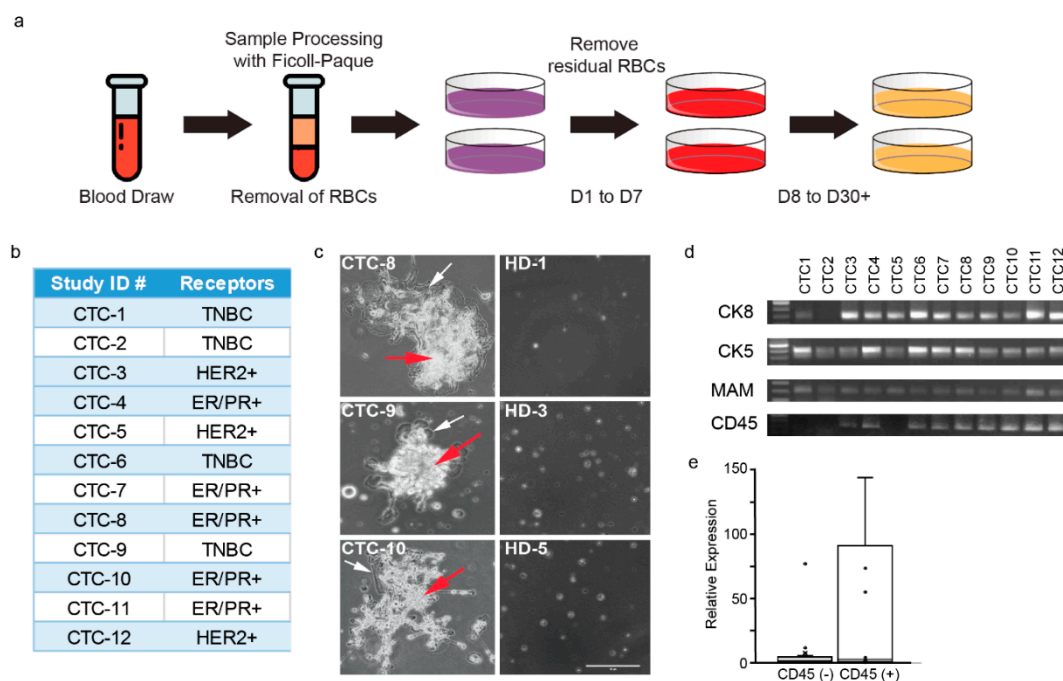 a
Sample Processing
with Ficoll-Paque
Remove
residual RBCs
Blood Draw
Removal of RBCs
D1 to D7
D8 to D30+
b
Study ID # Receptors
CTC-1 TNBC
CTC-2 TNBC
CTC-3 HER2+
CTC-4 ER/PR+
CTC-5 HER2+
CTC-6 TNBC
CTC-7 ER/PR+
CTC-8 ER/PR+
CTC-9 TNBC
CTC-10 ER/PR+
CTC-11 ER/PR+
CTC-12 HER2+
c
CTC-8 HD-1
CTC-9 HD-3
CTC-10 HD-5
d
CTC1 CTC2 CTC3 CTC4 CTC5 CTC6 CTC7 CTC8 CTC9 CTC10 CTC11 CTC12
CK8
CK5
MAM
CD45
e
Relative Expression
150
100
50
0
CD45 (-) CD45 (+)